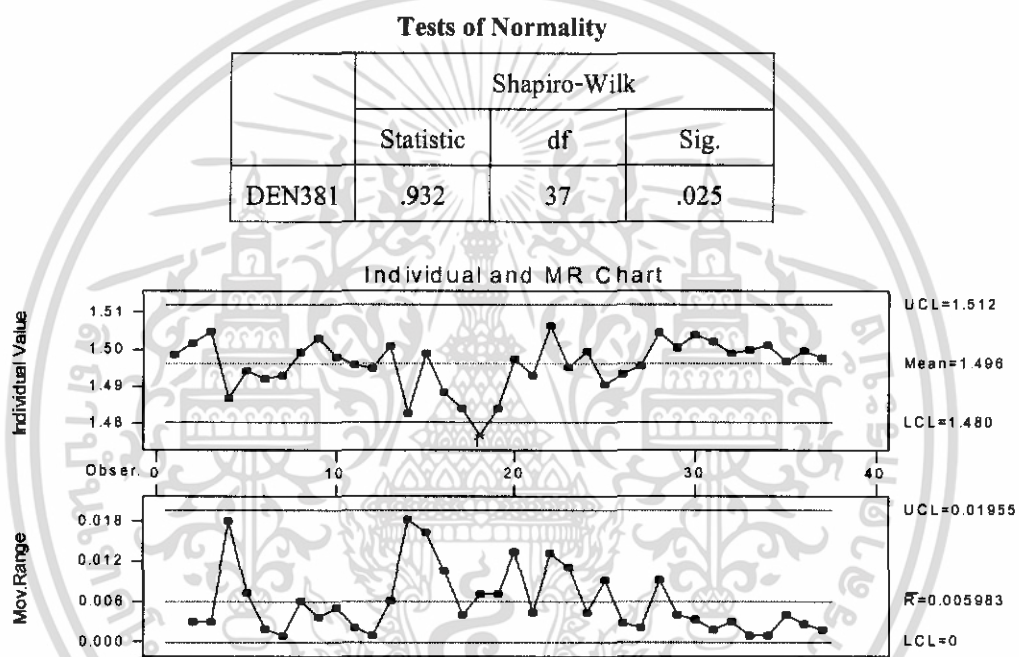 Tests of Normality
Shapiro-Wilk
Statistic df Sig.
DEN381 .932 37 .025
Individual and MR Chart
Individual Value
1.51
1.50
1.49
1.48
UCL=1.512
Mean=1.496
LCL=1.480
1
Obser. 0 10 20 30 40
Mov.Range
0.018
0.012
0.006
0.000
UCL=0.01955
R̅=0.005983
LCL=0